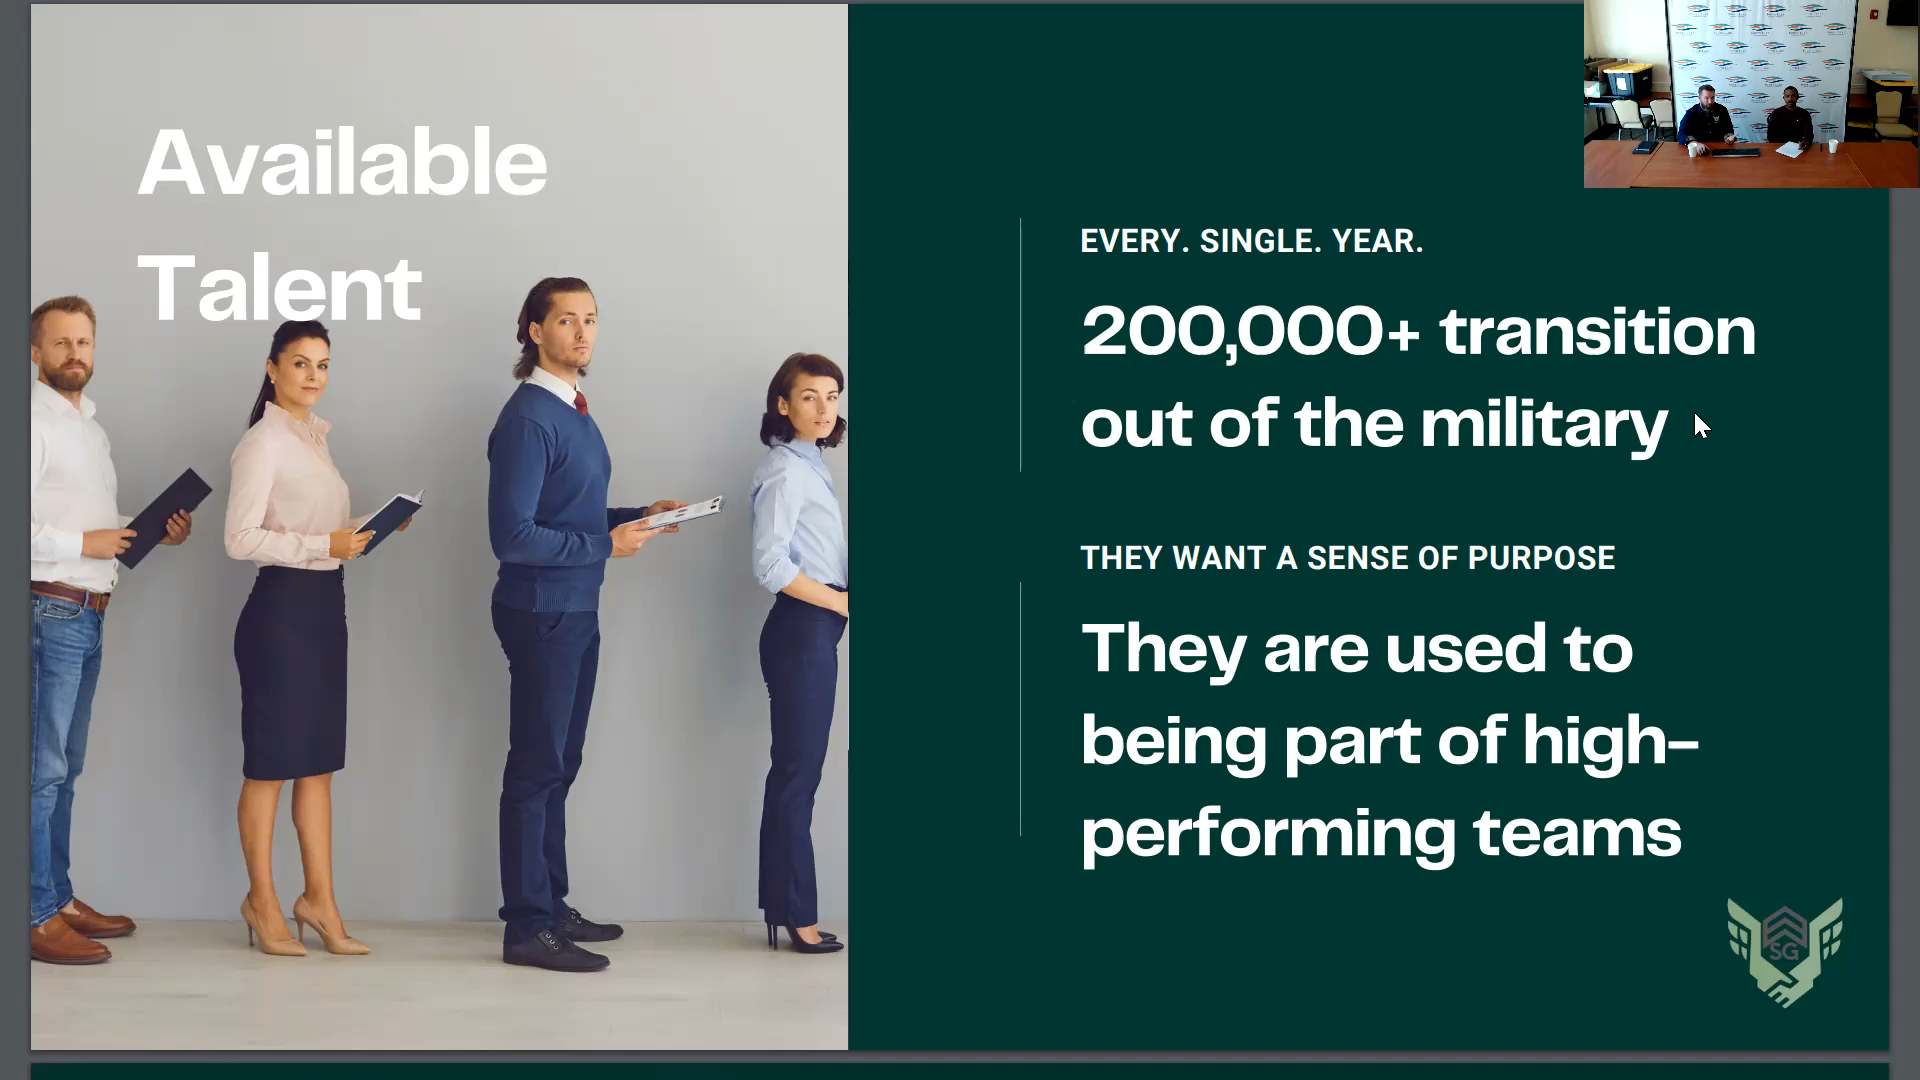 Available
Talent
EVERY. SINGLE. YEAR.
200,000+ transition
out of the military
THEY WANT A SENSE OF PURPOSE
They are used to
being part of high-
performing teams
SG